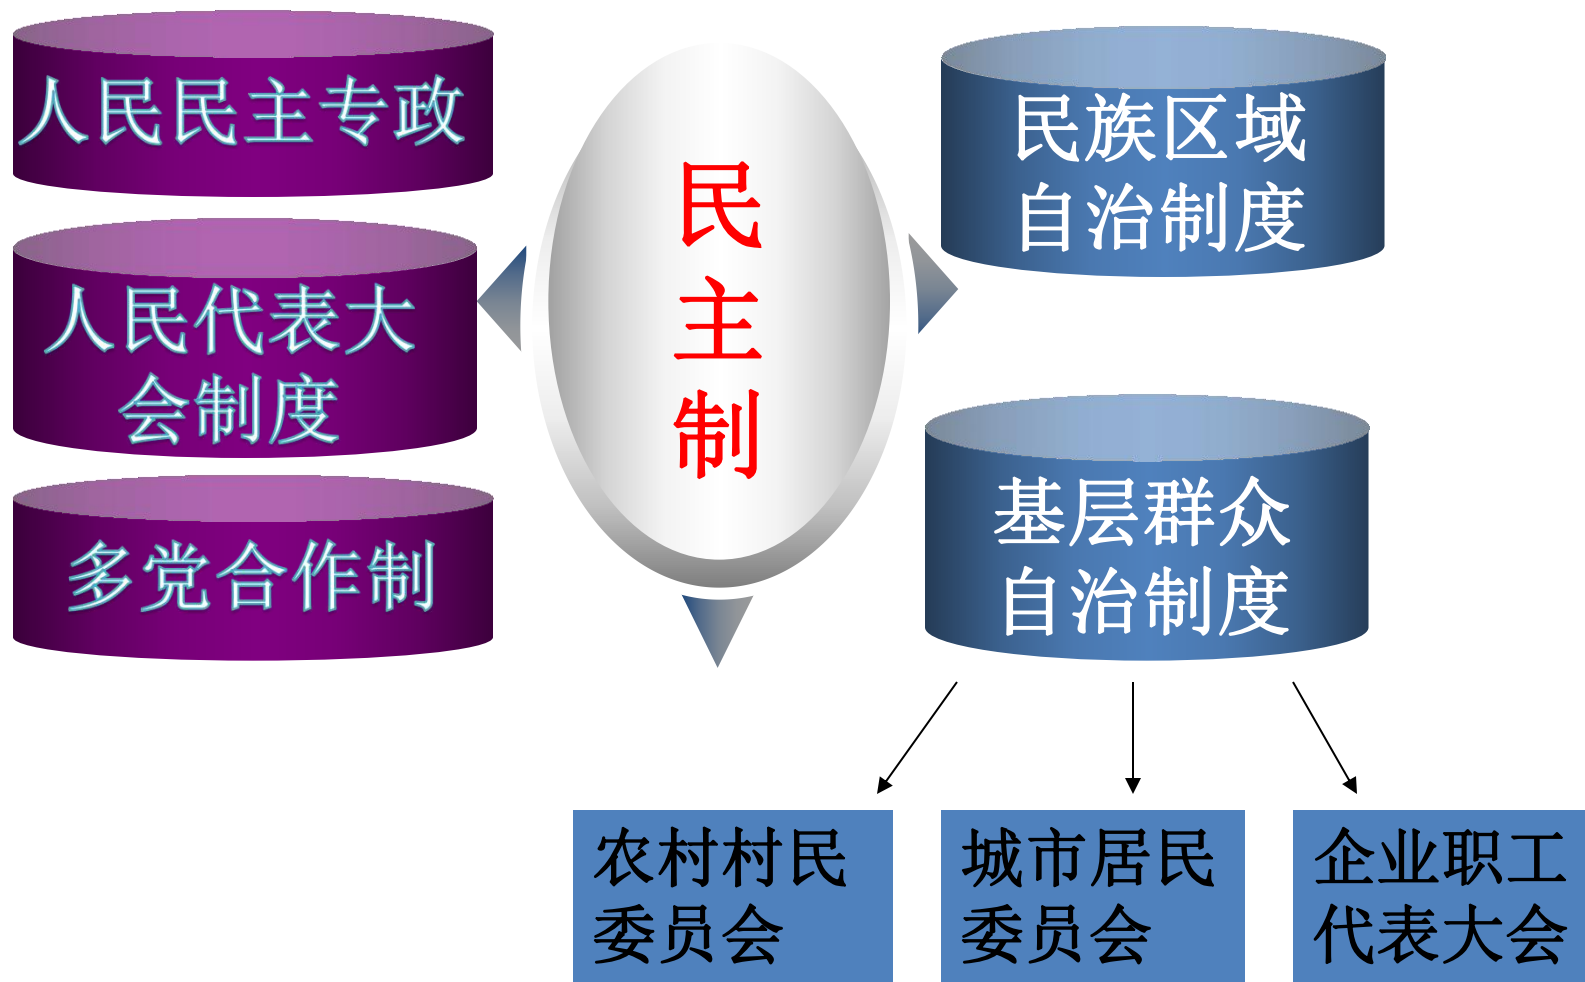 人民民主专政
人民代表大
会制度
多党合作制
民
主
制
民族区域
自治制度
基层群众
自治制度
农村村民
委员会
城市居民
委员会
企业职工
代表大会